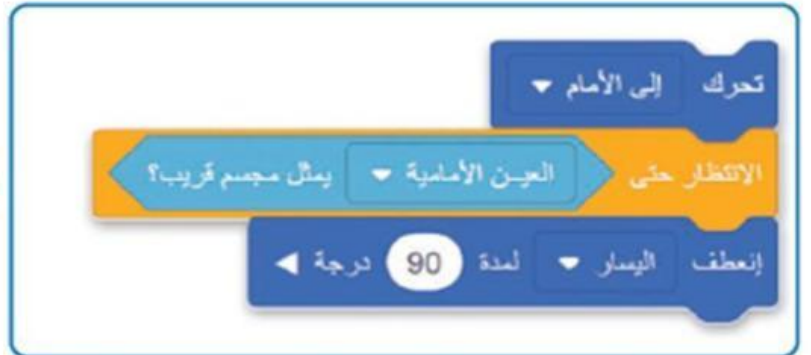 تحرك إلى الأمام
الانتظار حتى العين الأمامية يمثل مجسم قريب؟
إنعطف اليسار لمدة 90 درجة